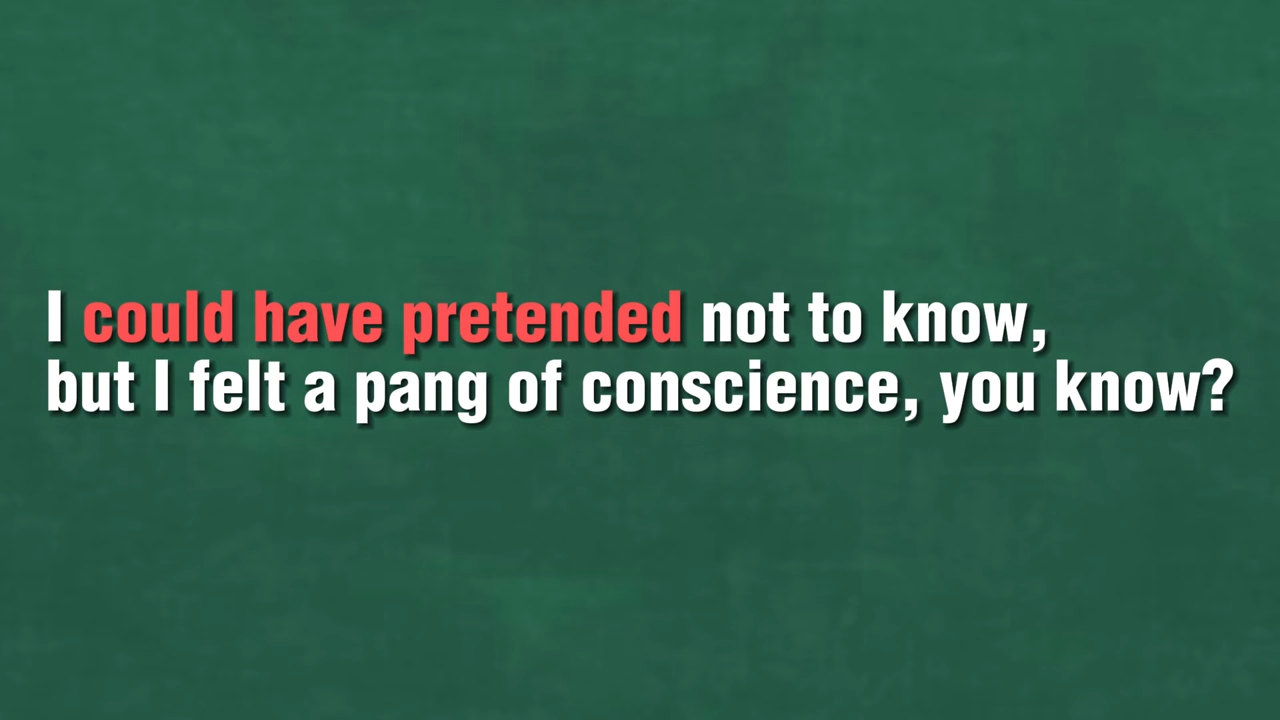 I could have pretended not to know,
but I felt a pang of conscience, you know?